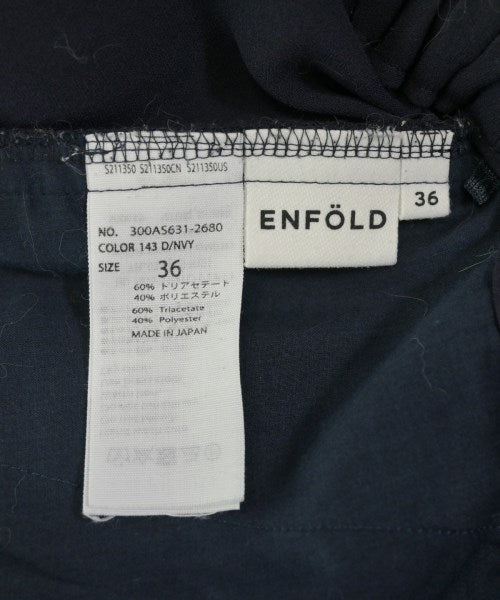 S211350 S211350CN S211350US
NO. 300AS631-2680
COLOR 143 D/NVY
SIZE 36
60% トリアセテート
40% ポリエステル
60% Triacetate
40% Polyester
MADE IN JAPAN
ENFÖLD
36